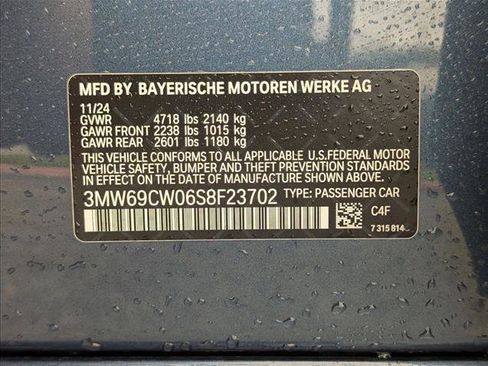 MFD BY BAYERISCHE MOTOREN WERKE AG
11/24
GVWR 4718 lbs 2140 kg
GAWR FRONT 2238 lbs 1015 kg
GAWR REAR 2601 lbs 1180 kg
THIS VEHICLE CONFORMS TO ALL APPLICABLE U.S.FEDERAL MOTOR
VEHICLE SAFETY, BUMPER AND THEFT PREVENTION STANDARDS IN
EFFECT ON THE DATE OF MANUFACTURE SHOWN ABOVE.
3MW69CW06S8F23702 TYPE: PASSENGER CAR
C4F
7 315 814